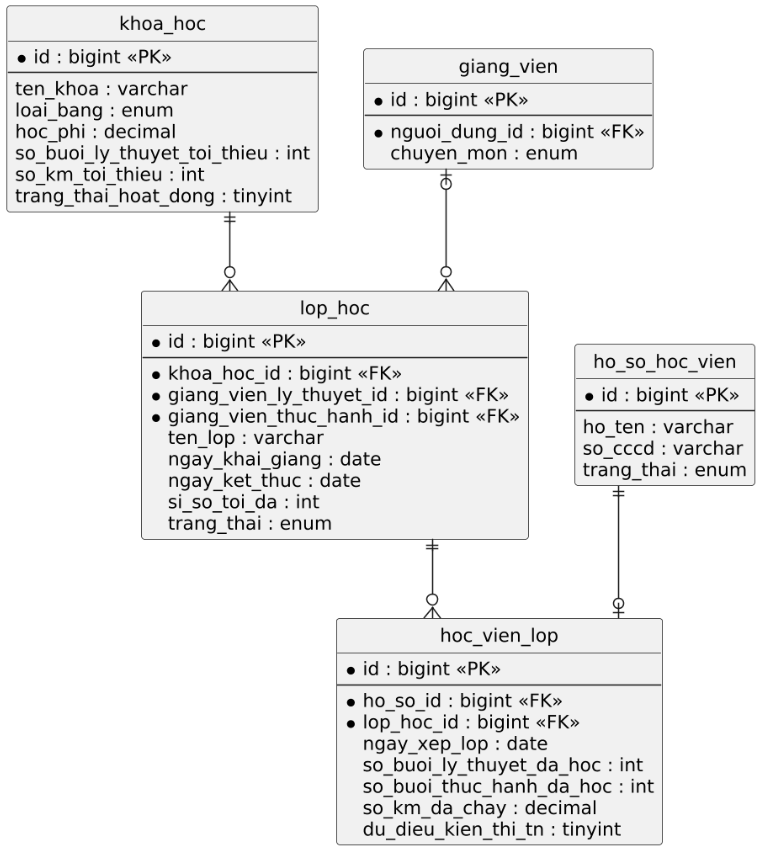 khoa_hoc
id : bigint «PK»
ten_khoa : varchar
loai_bang : enum
hoc_phi : decimal
so_buoi_ly_thuyet_toi_thieu : int
so_km_toi_thieu : int
trang_thai_hoat_dong : tinyint
giang_vien
id : bigint «PK»
nguoi_dung_id : bigint «FK»
chuyen_mon : enum
lop_hoc
id : bigint «PK»
khoa_hoc_id : bigint «FK»
giang_vien_ly_thuyet_id : bigint «FK»
giang_vien_thuc_hanh_id : bigint «FK»
ten_lop : varchar
ngay_khai_giang : date
ngay_ket_thuc : date
si_so_toi_da : int
trang_thai : enum
ho_so_hoc_vien
id : bigint «PK»
ho_ten : varchar
so_cccd : varchar
trang_thai : enum
hoc_vien_lop
id : bigint «PK»
ho_so_id : bigint «FK»
lop_hoc_id : bigint «FK»
ngay_xep_lop : date
so_buoi_ly_thuyet_da_hoc : int
so_buoi_thuc_hanh_da_hoc : int
so_km_da_chay : decimal
du_dieu_kien_thi_tn : tinyint